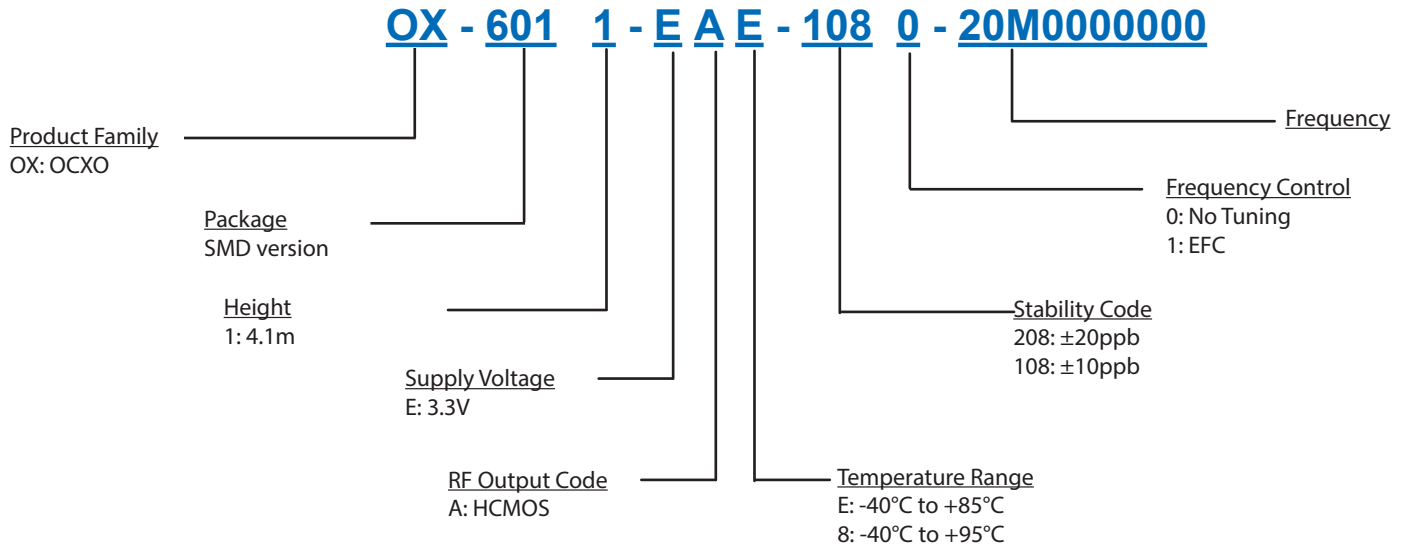 OX - 601 1 - E A E - 108 0 - 20M0000000
Product Family
OX: OCXO
Package
SMD version
Height
1: 4.1m
Supply Voltage
E: 3.3V
RF Output Code
A: HCMOS
Frequency
Frequency Control
0: No Tuning
1: EFC
Stability Code
208: ±20ppb
108: ±10ppb
Temperature Range
E: -40°C to +85°C
8: -40°C to +95°C